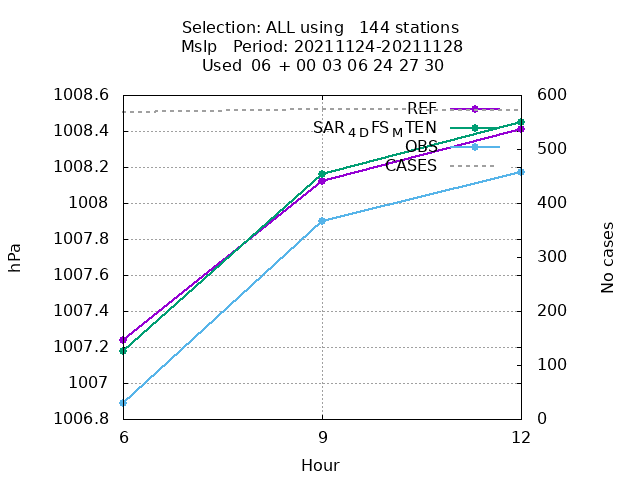 Selection: ALL using   144 stations
Mslp   Period: 20211124-20211128
Used  06 + 00 03 06 24 27 30
1008.6
1008.4
1008.2
1008
1007.8
1007.6
1007.4
1007.2
1007
1006.8
hPa
REF
SAR4DFSMTEN
OBS
CASES
600
500
400
300
200
100
0
No cases
6
9
12
Hour